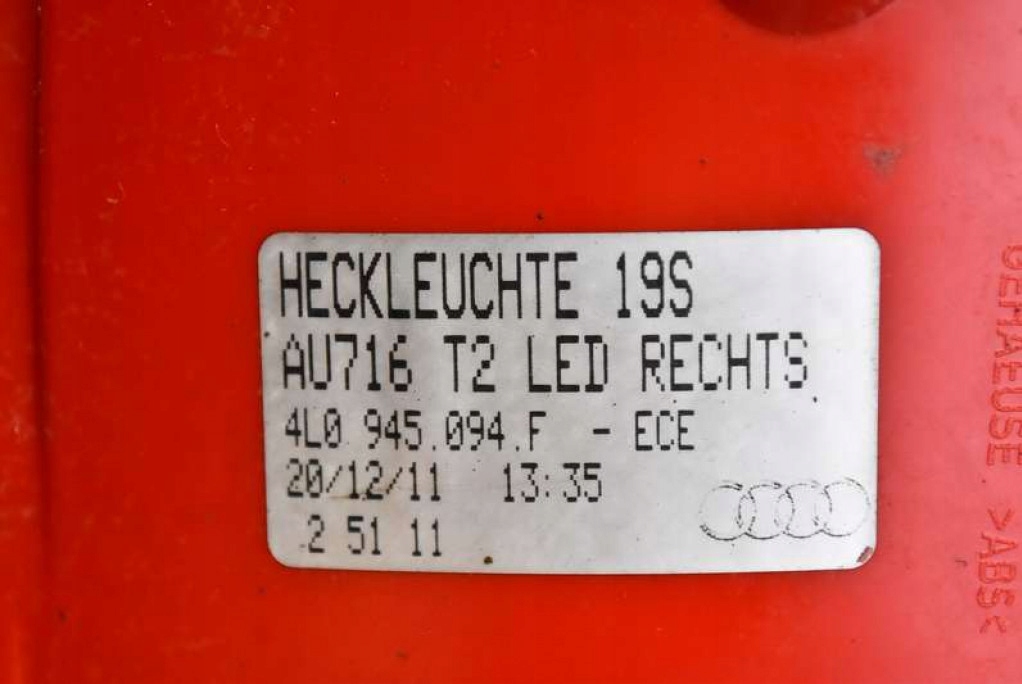 HECKLEUCHTE 19S
AU716 T2 LED RECHTS
4L0 945.094.F - ECE
20/12/11 13:35
2 51 11
GEHAEUSE >ABS<